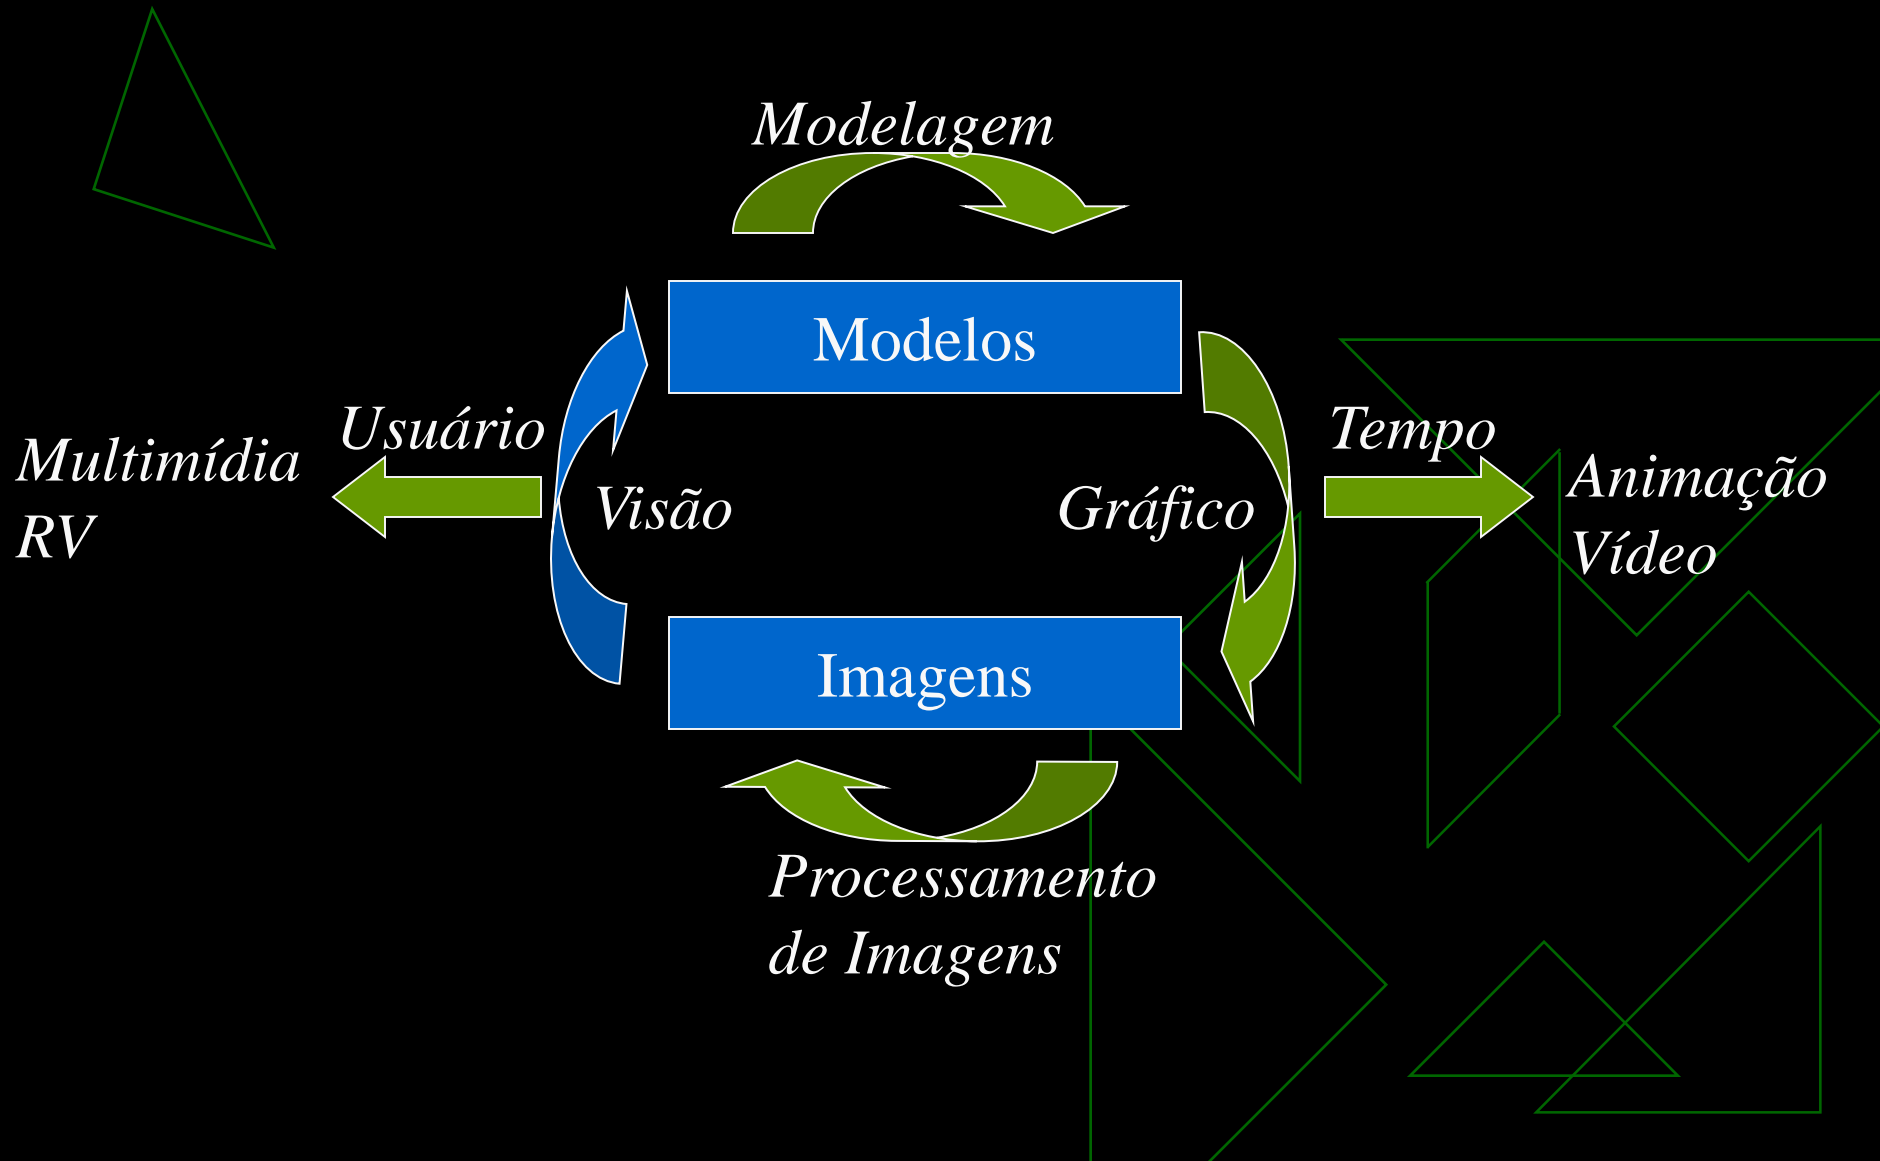 Modelagem
Modelos
Usuário
Multimídia
RV
Visão
Gráfico
Tempo
Animação
Vídeo
Imagens
Processamento
de Imagens